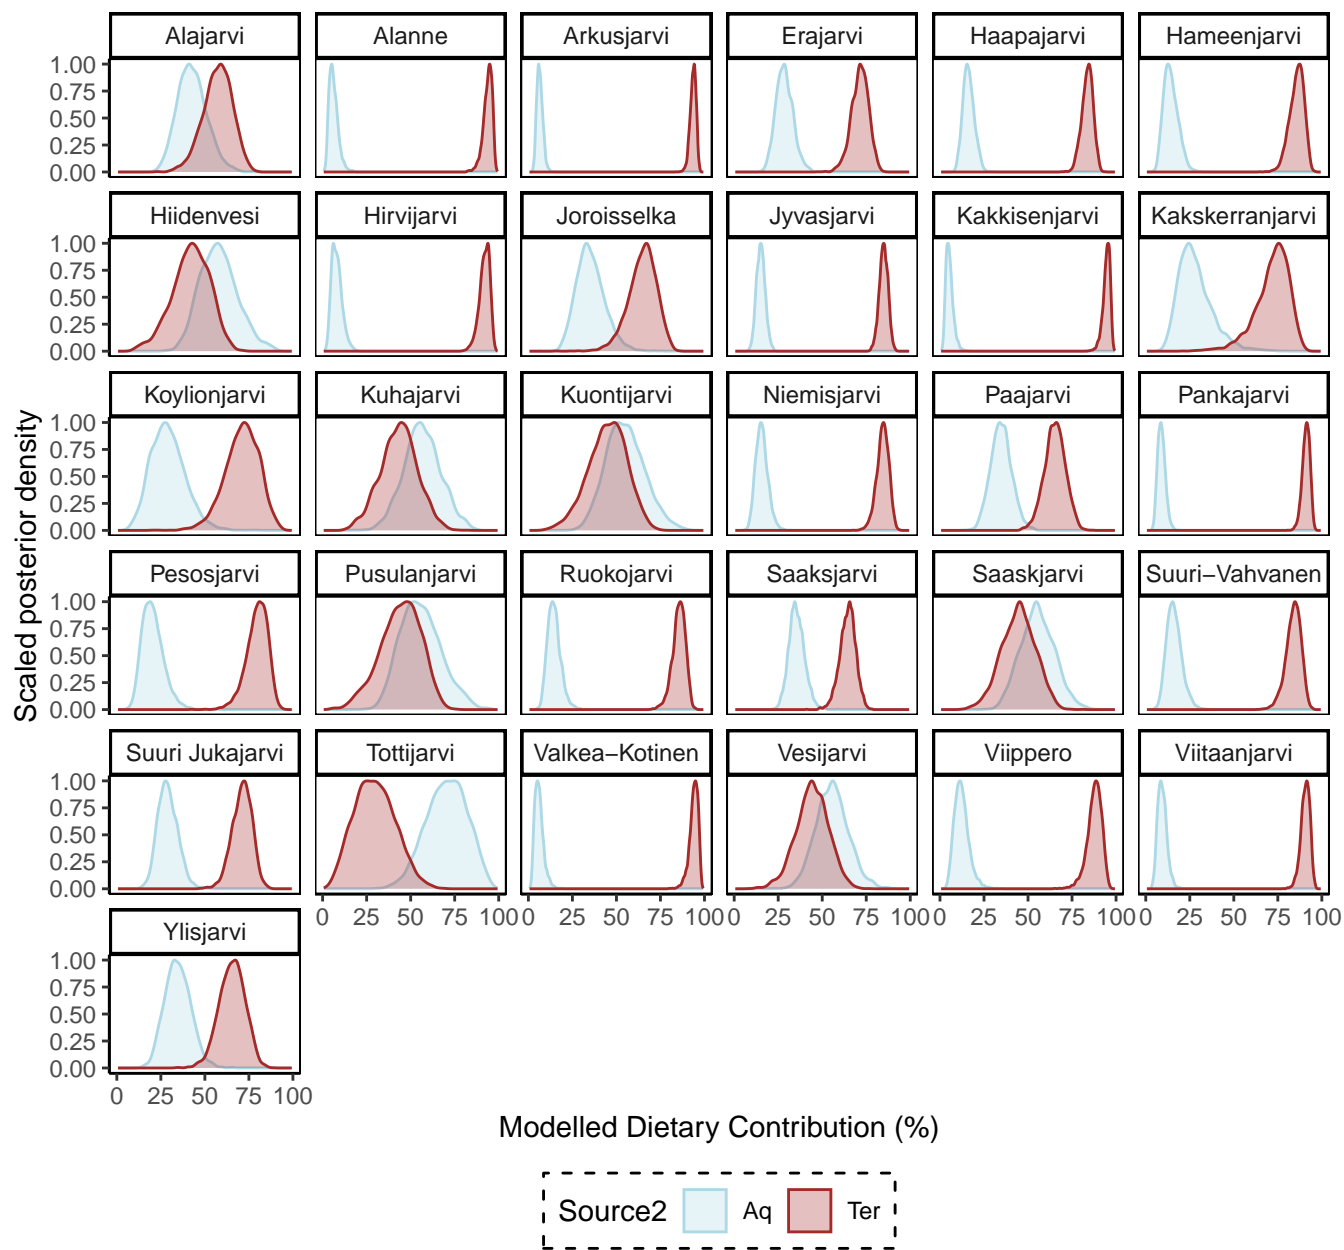 Alajarvi Alanne Arkusjarvi Erajarvi Haapajarvi Hameenjarvi
1.00
0.75
0.50
0.25
0.00
Hiidenvesi Hirvijarvi Joroisselka Jyvasjarvi Kakkisenjarvi Kakskerranjarvi
1.00
0.75
0.50
0.25
0.00
Koylionjarvi Kuhajarvi Kuontijarvi Niemisjarvi Paajarvi Pankajarvi
1.00
0.75
0.50
0.25
0.00
Scaled posterior density
Pesosjarvi Pusulanjarvi Ruokojarvi Saaksjarvi Saaskjarvi Suuri−Vahvanen
1.00
0.75
0.50
0.25
0.00
Suuri Jukajarvi Tottijarvi Valkea−Kotinen Vesijarvi Viippero Viitaanjarvi
1.00
0.75
0.50
0.25
0.00
0 25 50 75 100 0 25 50 75 100 0 25 50 75 100 0 25 50 75 100 0 25 50 75 100
Ylisjarvi
1.00
0.75
0.50
0.25
0.00
0 25 50 75 100
Modelled Dietary Contribution (%)
Source2 Aq Ter